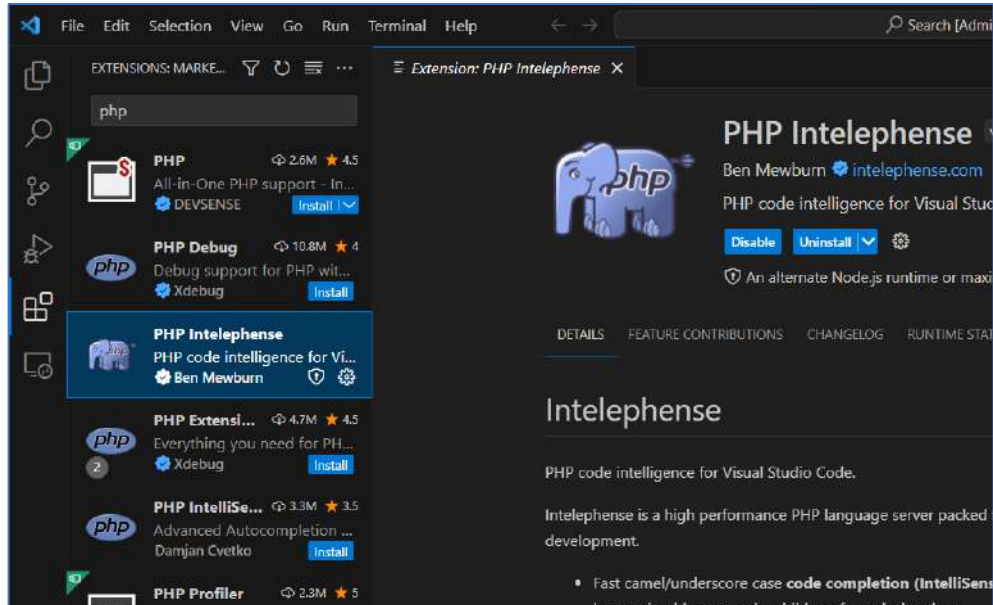 File Edit Selection View Go Run Terminal Help
Search [Admi
EXTENSIONS: MARKE...
php
PHP 2.6M 4.5
All-in-One PHP support - In...
DEVSENSE Install
PHP Debug 10.8M 4
Debug support for PHP wit...
Xdebug Install
PHP Intelephense
PHP code intelligence for Vi...
Ben Mewburn
PHP Extensi... 4.7M 4.5
Everything you need for PH...
2 Xdebug Install
PHP IntelliSe... 3.3M 3.5
Advanced Autocompletion ...
Damjan Cvetko Install
PHP Profiler 2.3M 5
Extension: PHP Intelephense
php
PHP Intelephense
Ben Mewburn intelephense.com
PHP code intelligence for Visual Stud
Disable Uninstall
An alternate Node.js runtime or maxi
DETAILS FEATURE CONTRIBUTIONS CHANGELOG RUNTIME STAT
Intelephense
PHP code intelligence for Visual Studio Code.
Intelephense is a high performance PHP language server packed
development.
Fast camel/underscore case code completion (IntelliSens